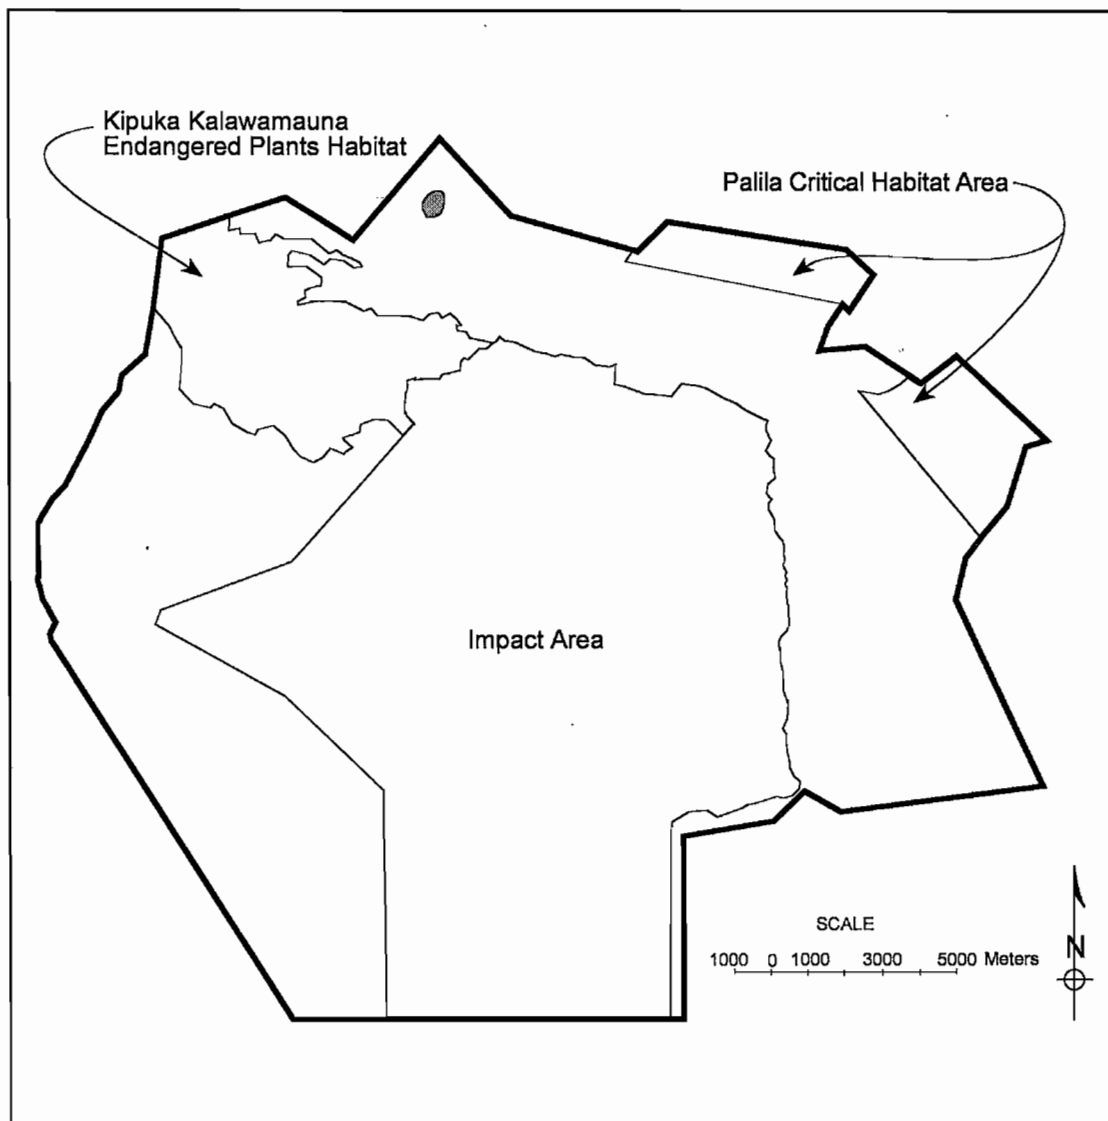 Kipuka Kalawamauna
Endangered Plants Habitat
Palila Critical Habitat Area
Impact Area
SCALE
1000 0 1000 3000 5000 Meters
N